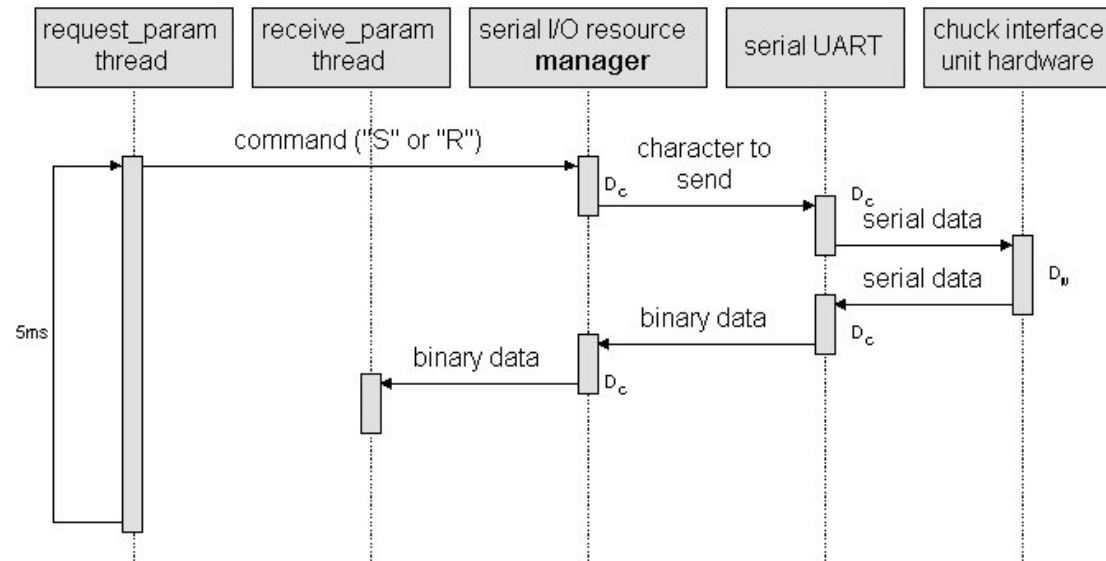 request_param
thread
receive_param
thread
serial I/O resource
manager
serial UART
chuck interface
unit hardware
command ("S" or "R")
character to
send
Dc
Dc
serial data
serial data
Dc
binary data
Dc
binary data
5ms